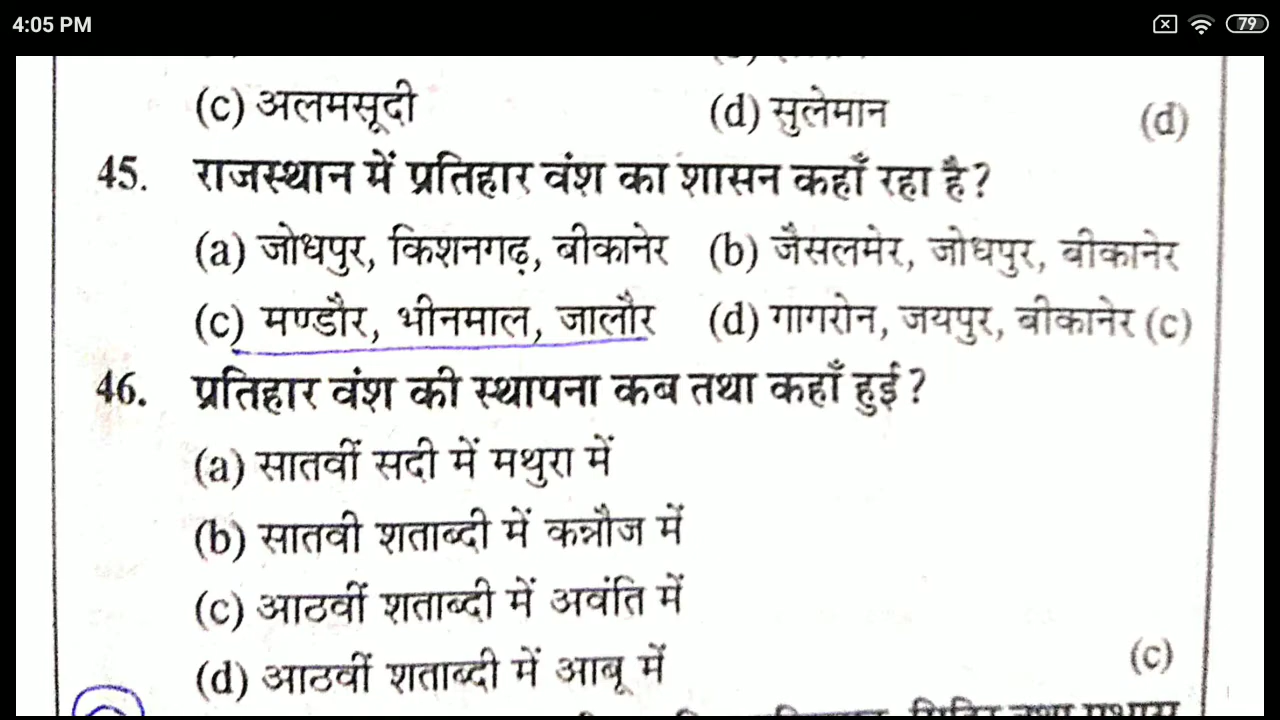 4:05 PM 79
(c) अलमसूदी (d) सुलेमान (d)
45. राजस्थान में प्रतिहार वंश का शासन कहाँ रहा है?
(a) जोधपुर, किशनगढ़, बीकानेर (b) जैसलमेर, जोधपुर, बीकानेर
(c) मण्डौर, भीनमाल, जालौर (d) गागरोन, जयपुर, बीकानेर (c)
46. प्रतिहार वंश की स्थापना कब तथा कहाँ हुई?
(a) सातवीं सदी में मथुरा में
(b) सातवी शताब्दी में कन्नौज में
(c) आठवीं शताब्दी में अवंति में
(d) आठवीं शताब्दी में आबू में (c)